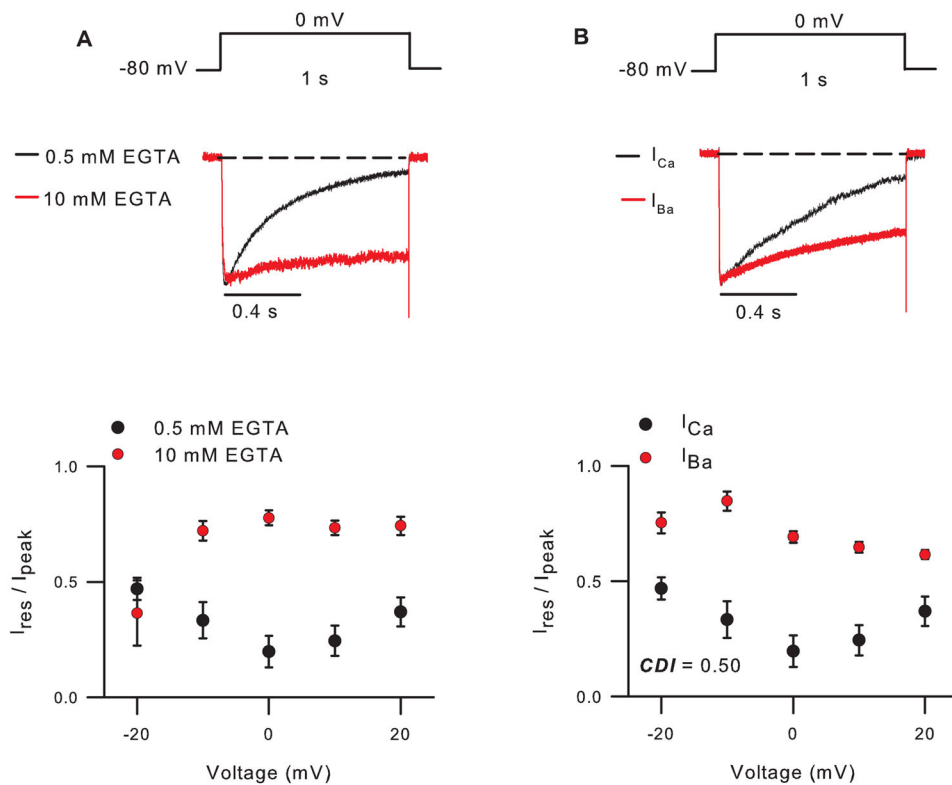 A
0 mV
-80 mV
1 s
0.5 mM EGTA
10 mM EGTA
0.4 s
0.5 mM EGTA
10 mM EGTA
1.0
0.5
0.0
Ires / Ipeak
-20
0
20
Voltage (mV)
B
0 mV
-80 mV
1 s
ICa
IBa
0.4 s
ICa
IBa
1.0
0.5
0.0
Ires / Ipeak
CDI = 0.50
-20
0
20
Voltage (mV)